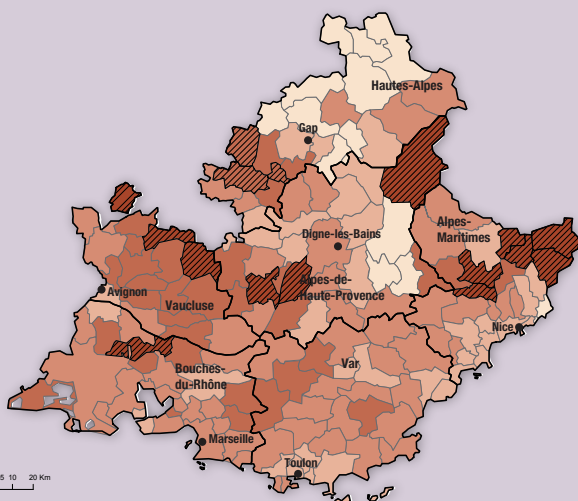 Hautes-Alpes
Gap
Alpes-
Maritimes
Digne-les-Bains
Alpes-de-
Haute-Provence
Avignon
Vaucluse
Nice
Var
Bouches-
du-Rhône
Marseille
Toulon
5 10 20 Km